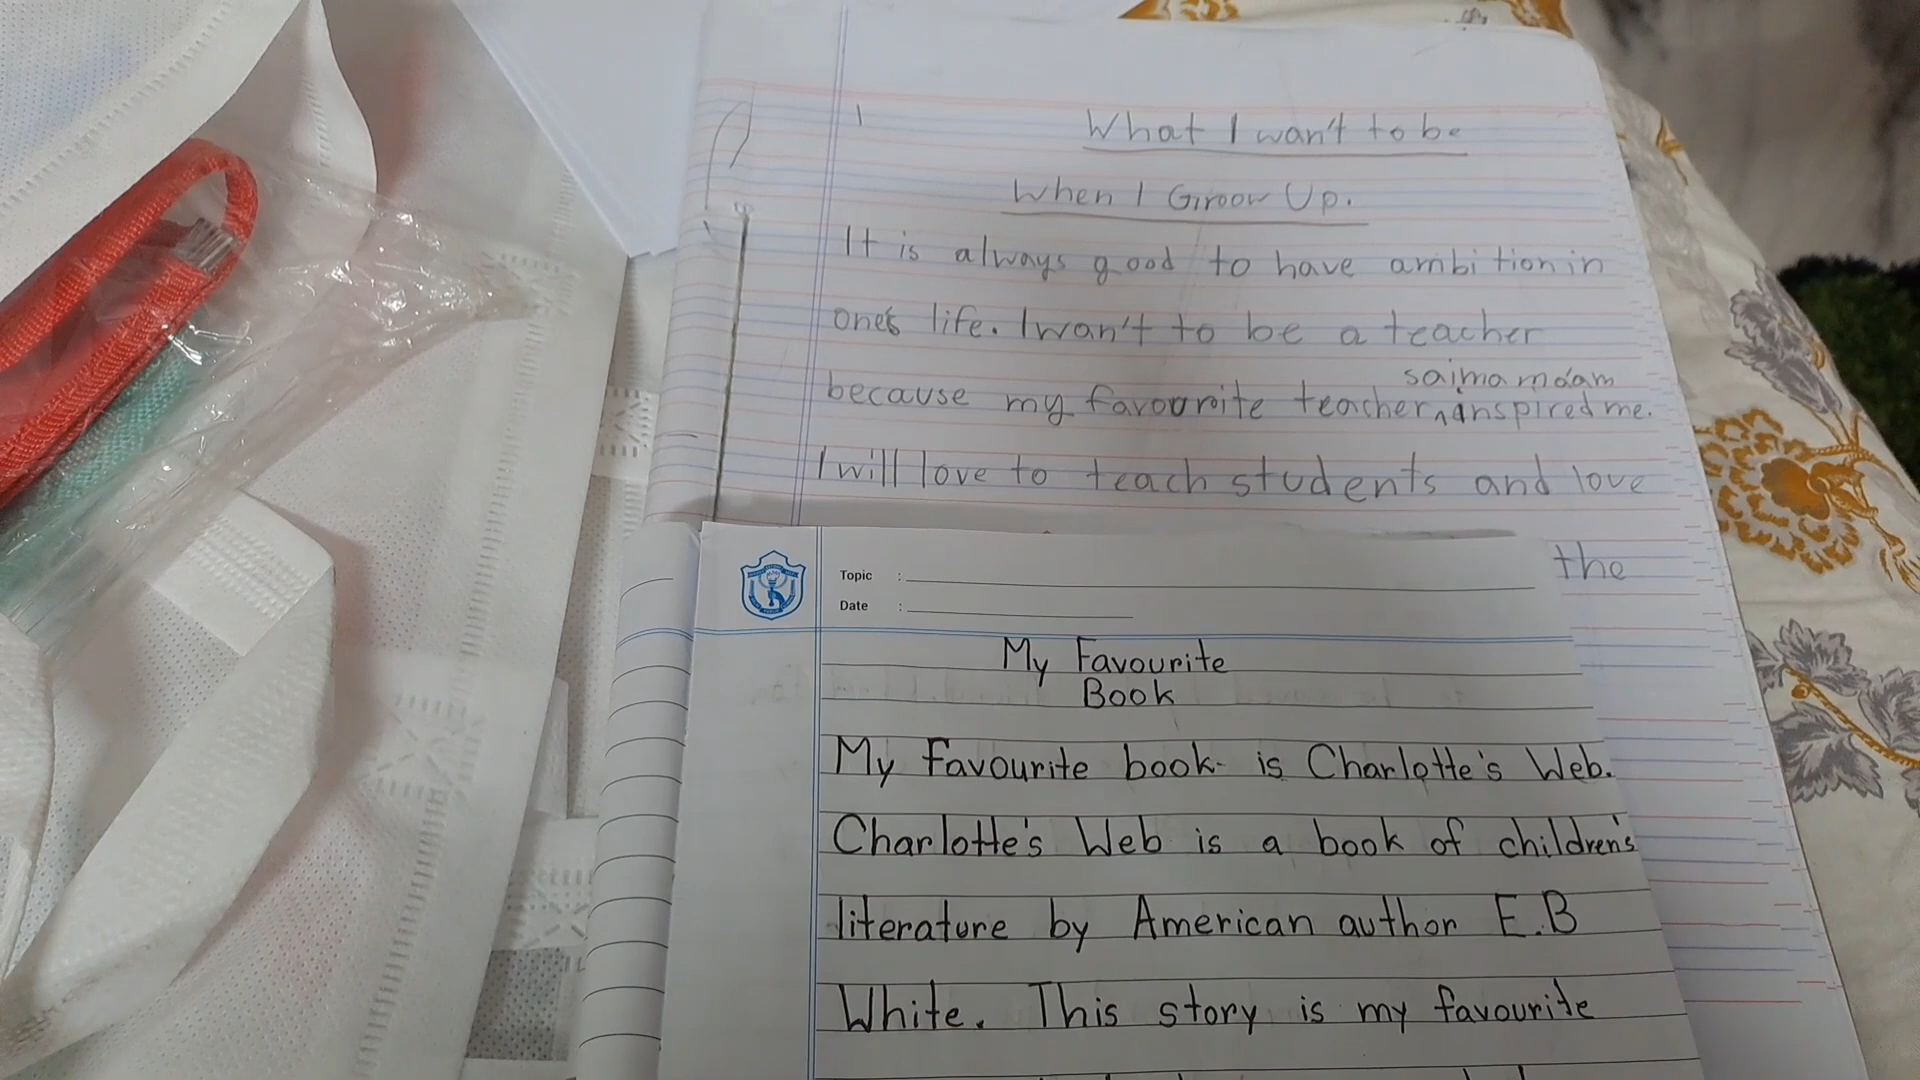 What I wan't to be
When I Groow Up.
It is always good to have ambition in
one's life. I wan't to be a teacher
saima ma'am
because my favourite teacher, inspired me.
I will love to teach students and love
the
Topic :
Date :
My Favourite
Book
My Favourite book is Charlotte's Web.
Charlotte's Web is a book of children's
literature by American author E.B
White. This story is my favourite